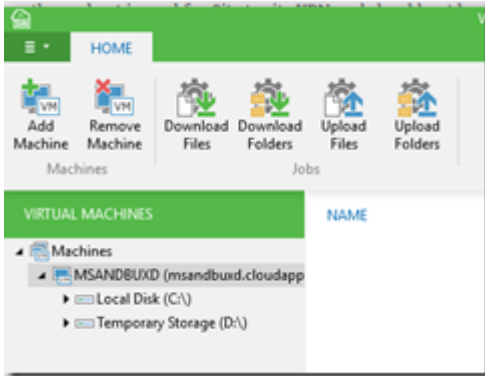 V
HOME
Add Machine
Remove Machine
Download Files
Download Folders
Upload Files
Upload Folders
Machines
Jobs
VIRTUAL MACHINES
NAME
Machines
MSANDBUXD (msandbuxd.cloudapp
Local Disk (C:\)
Temporary Storage (D:\)